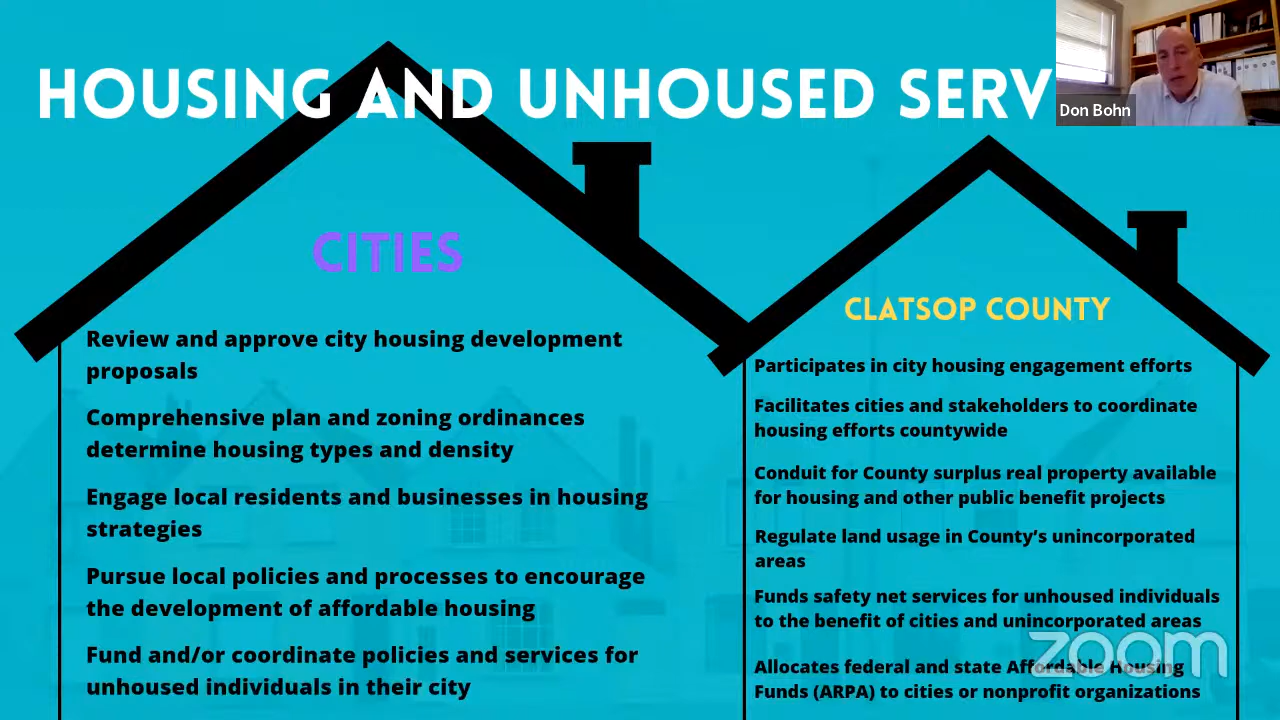 HOUSING AND UNHOUSED SERV
Don Bohn
CITIES
Review and approve city housing development
proposals
Comprehensive plan and zoning ordinances
determine housing types and density
Engage local residents and businesses in housing
strategies
Pursue local policies and processes to encourage
the development of affordable housing
Fund and/or coordinate policies and services for
unhoused individuals in their city
CLATSOP COUNTY
Participates in city housing engagement efforts
Facilitates cities and stakeholders to coordinate
housing efforts countywide
Conduit for County surplus real property available
for housing and other public benefit projects
Regulate land usage in County’s unincorporated
areas
Funds safety net services for unhoused individuals
to the benefit of cities and unincorporated areas
Allocates federal and state Affordable Housing
Funds (ARPA) to cities or nonprofit organizations
zoom